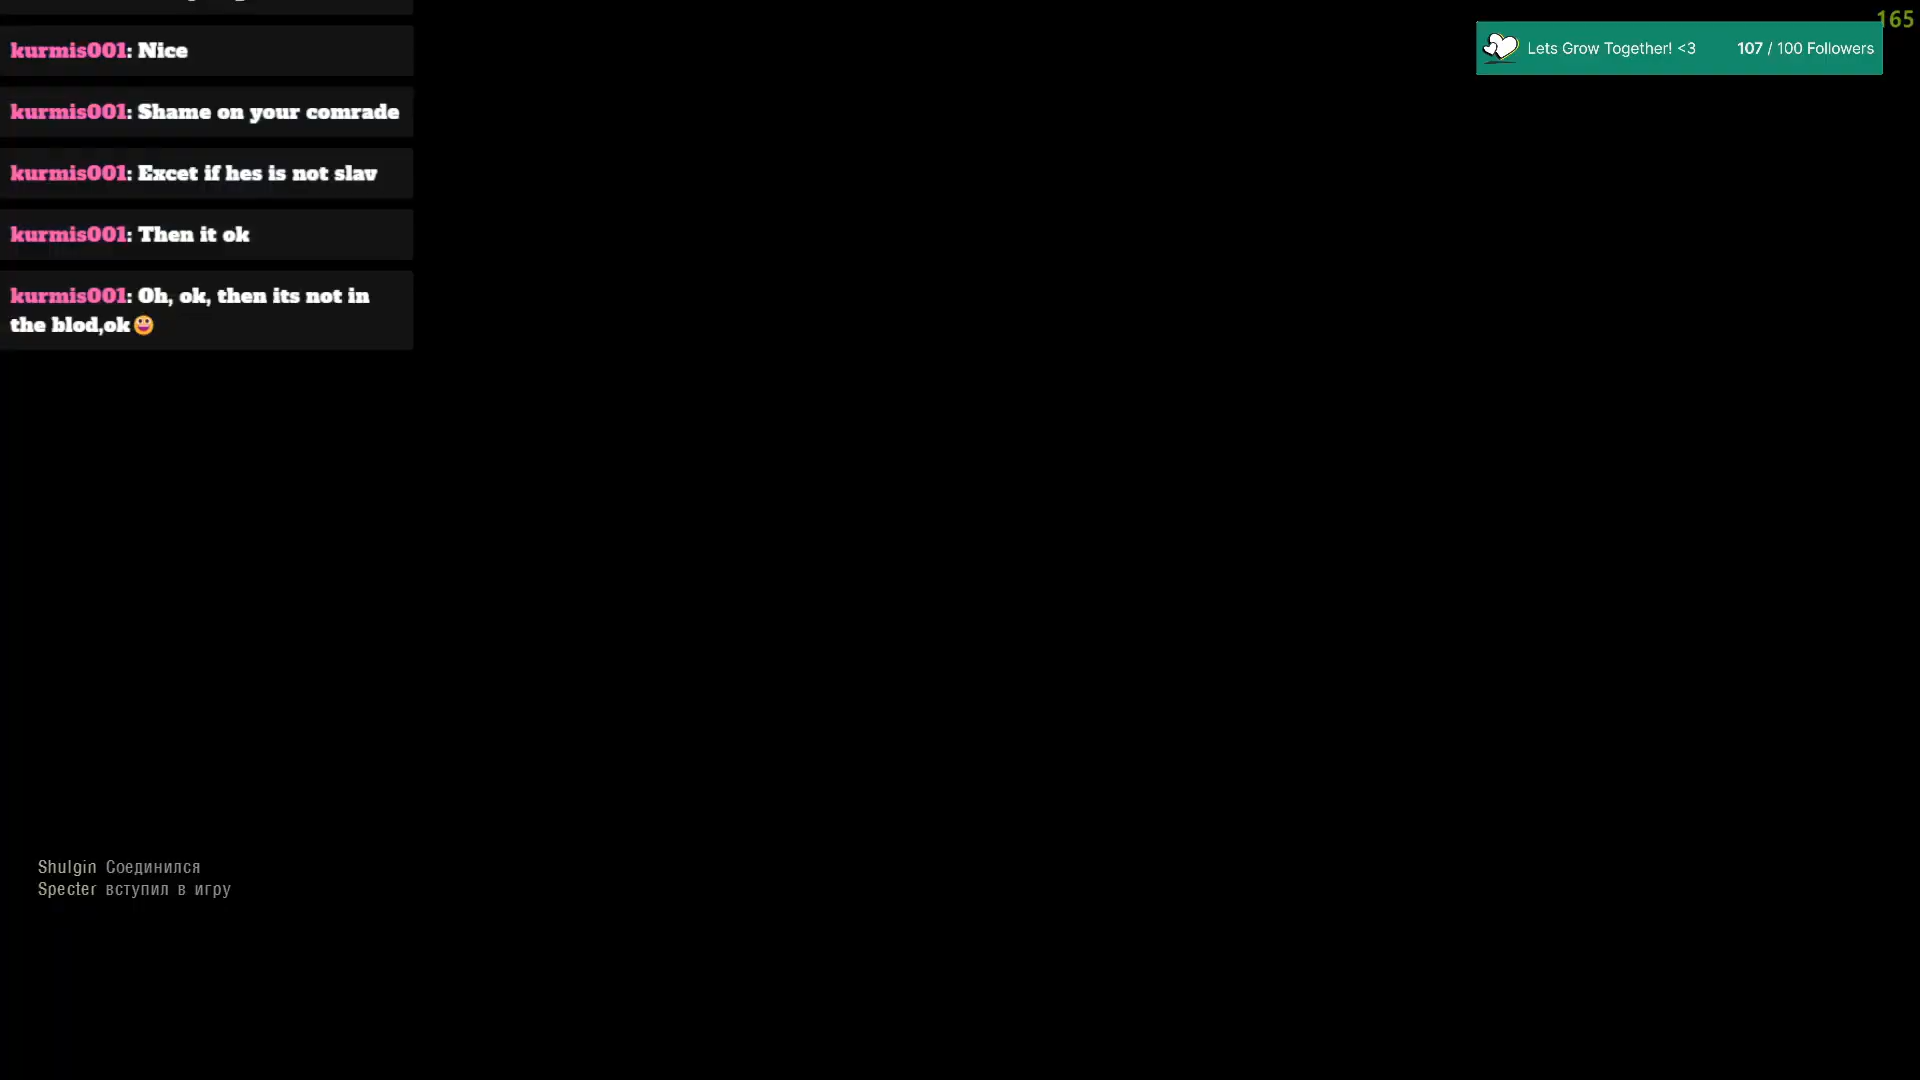 165
Lets Grow Together! <3 107 / 100 Followers
kurmis001: Nice
kurmis001: Shame on your comrade
kurmis001: Excet if hes is not slav
kurmis001: Then it ok
kurmis001: Oh, ok, then its not in
the blod,ok😀
Shulgin Соединился
Specter вступил в игру